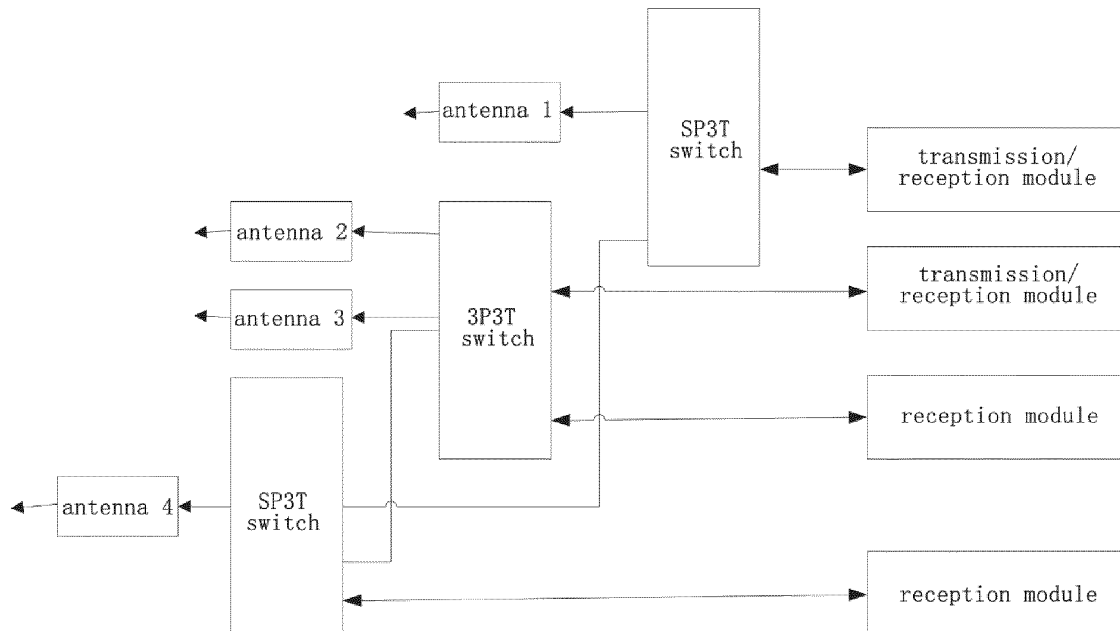 antenna 1
SP3T
switch
transmission/
reception module
antenna 2
antenna 3
3P3T
switch
transmission/
reception module
reception module
antenna 4
SP3T
switch
reception module